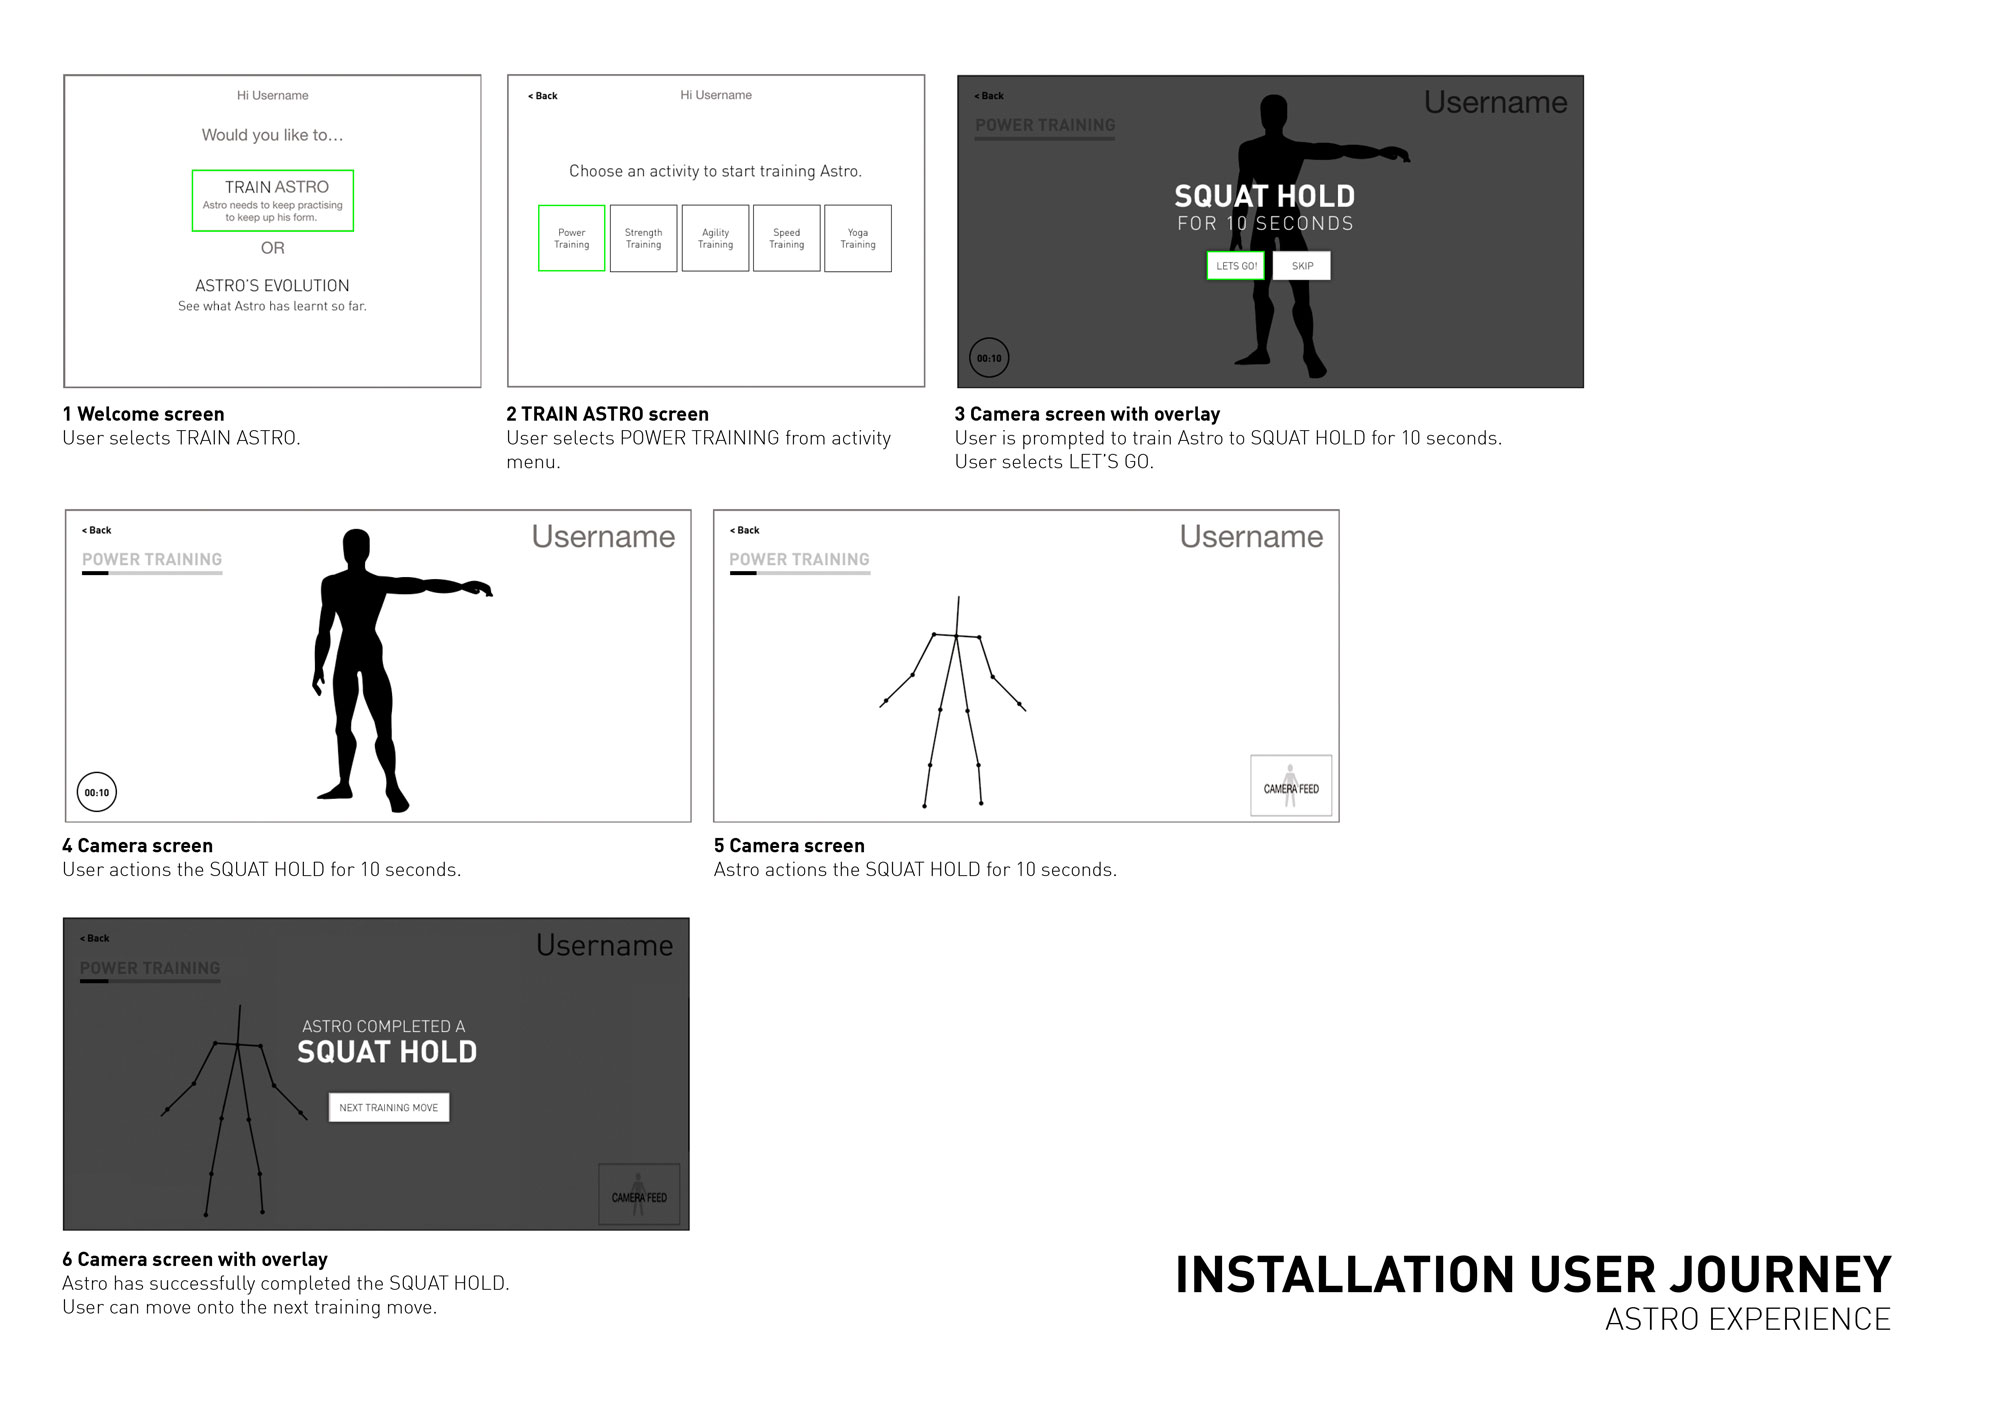 Hi Username
Would you like to...
TRAIN ASTRO
Astro needs to keep practising
to keep up his form.
OR
ASTRO'S EVOLUTION
See what Astro has learnt so far.
1 Welcome screen
User selects TRAIN ASTRO.
< Back
Hi Username
Choose an activity to start training Astro.
Power
Training
Strength
Training
Agility
Training
Speed
Training
Yoga
Training
2 TRAIN ASTRO screen
User selects POWER TRAINING from activity
menu.
< Back
Username
POWER TRAINING
SQUAT HOLD
FOR 10 SECONDS
LETS GO!
SKIP
00:10
3 Camera screen with overlay
User is prompted to train Astro to SQUAT HOLD for 10 seconds.
User selects LET'S GO.
< Back
Username
POWER TRAINING
00:10
4 Camera screen
User actions the SQUAT HOLD for 10 seconds.
< Back
Username
POWER TRAINING
CAMERA FEED
5 Camera screen
Astro actions the SQUAT HOLD for 10 seconds.
< Back
Username
POWER TRAINING
ASTRO COMPLETED A
SQUAT HOLD
NEXT TRAINING MOVE
CAMERA FEED
6 Camera screen with overlay
Astro has successfully completed the SQUAT HOLD.
User can move onto the next training move.
INSTALLATION USER JOURNEY
ASTRO EXPERIENCE